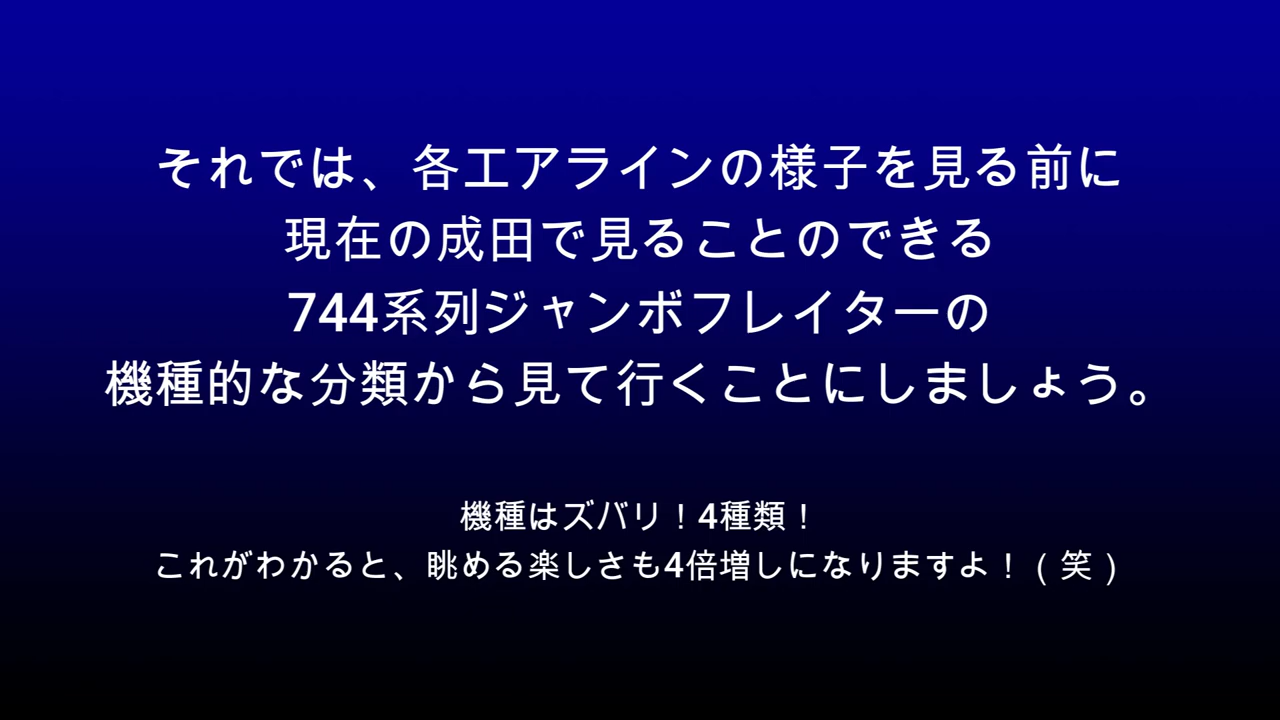 それでは、各エアラインの様子を見る前に
現在の成田で見ることのできる
744系列ジャンボフレイターの
機種的な分類から見て行くことにしましょう。
機種はズバリ！4種類！
これがわかると、眺める楽しさも4倍増しになりますよ！（笑）